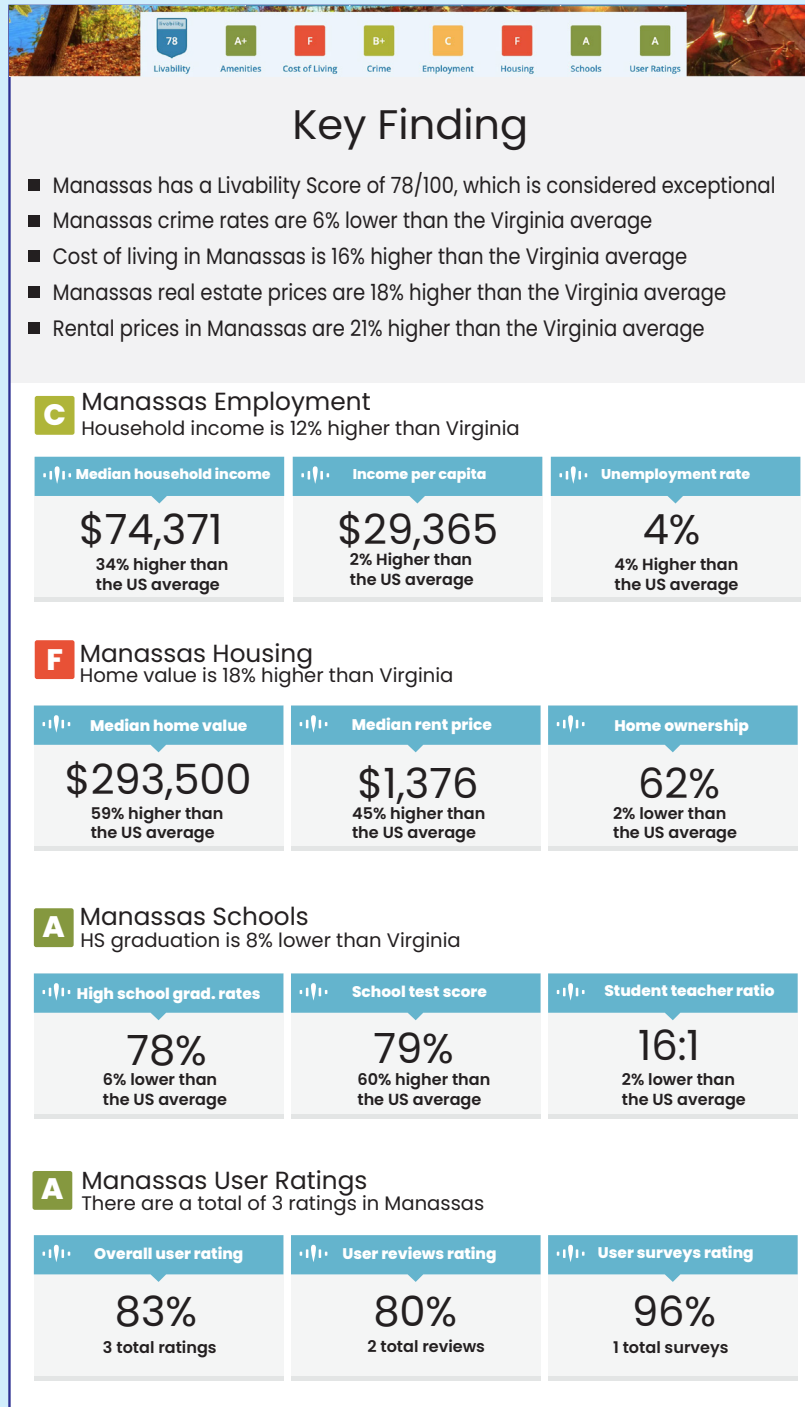 livability
78
A+
F
B+
C
F
A
A
Livability
Amenities
Cost of Living
Crime
Employment
Housing
Schools
User Ratings
Key Finding
Manassas has a Livability Score of 78/100, which is considered exceptional
Manassas crime rates are 6% lower than the Virginia average
Cost of living in Manassas is 16% higher than the Virginia average
Manassas real estate prices are 18% higher than the Virginia average
Rental prices in Manassas are 21% higher than the Virginia average
C
Manassas Employment
Household income is 12% higher than Virginia
Median household income
$74,371
34% higher than
the US average
Income per capita
$29,365
2% Higher than
the US average
Unemployment rate
4%
4% Higher than
the US average
F
Manassas Housing
Home value is 18% higher than Virginia
Median home value
$293,500
59% higher than
the US average
Median rent price
$1,376
45% higher than
the US average
Home ownership
62%
2% lower than
the US average
A
Manassas Schools
HS graduation is 8% lower than Virginia
High school grad. rates
78%
6% lower than
the US average
School test score
79%
60% higher than
the US average
Student teacher ratio
16:1
2% lower than
the US average
A
Manassas User Ratings
There are a total of 3 ratings in Manassas
Overall user rating
83%
3 total ratings
User reviews rating
80%
2 total reviews
User surveys rating
96%
1 total surveys